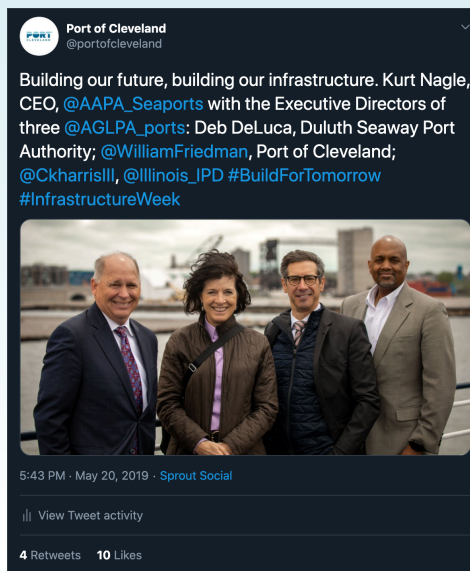 PORT
CLEVELAND
Port of Cleveland
@portofcleveland
Building our future, building our infrastructure. Kurt Nagle,
CEO, @AAPA_Seaports with the Executive Directors of
three @AGLPA_ports: Deb DeLuca, Duluth Seaway Port
Authority; @WilliamFriedman, Port of Cleveland;
@CkharrisIII, @Illinois_IPD #BuildForTomorrow
#InfrastructureWeek
5:43 PM · May 20, 2019 · Sprout Social
View Tweet activity
4 Retweets 10 Likes